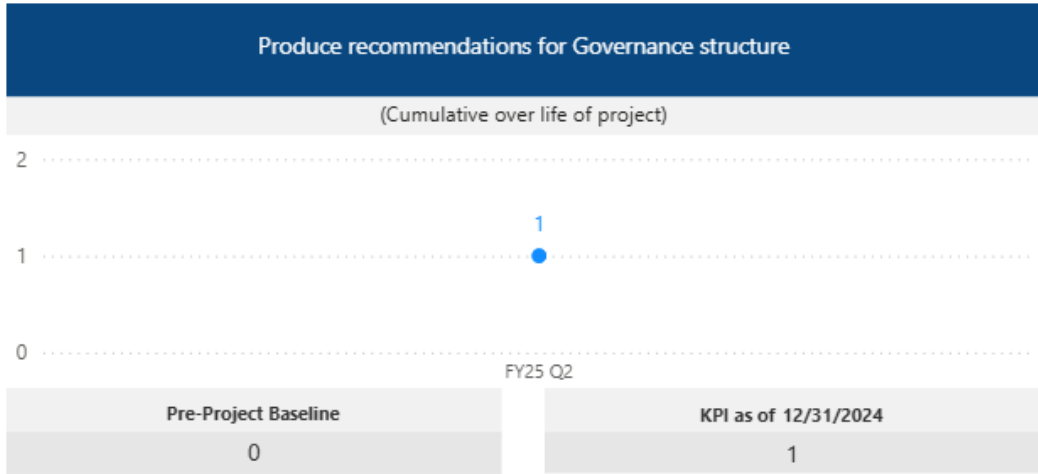 Produce recommendations for Governance structure
(Cumulative over life of project)
2
1
1
0
FY25 Q2
Pre-Project Baseline
KPI as of 12/31/2024
0
1